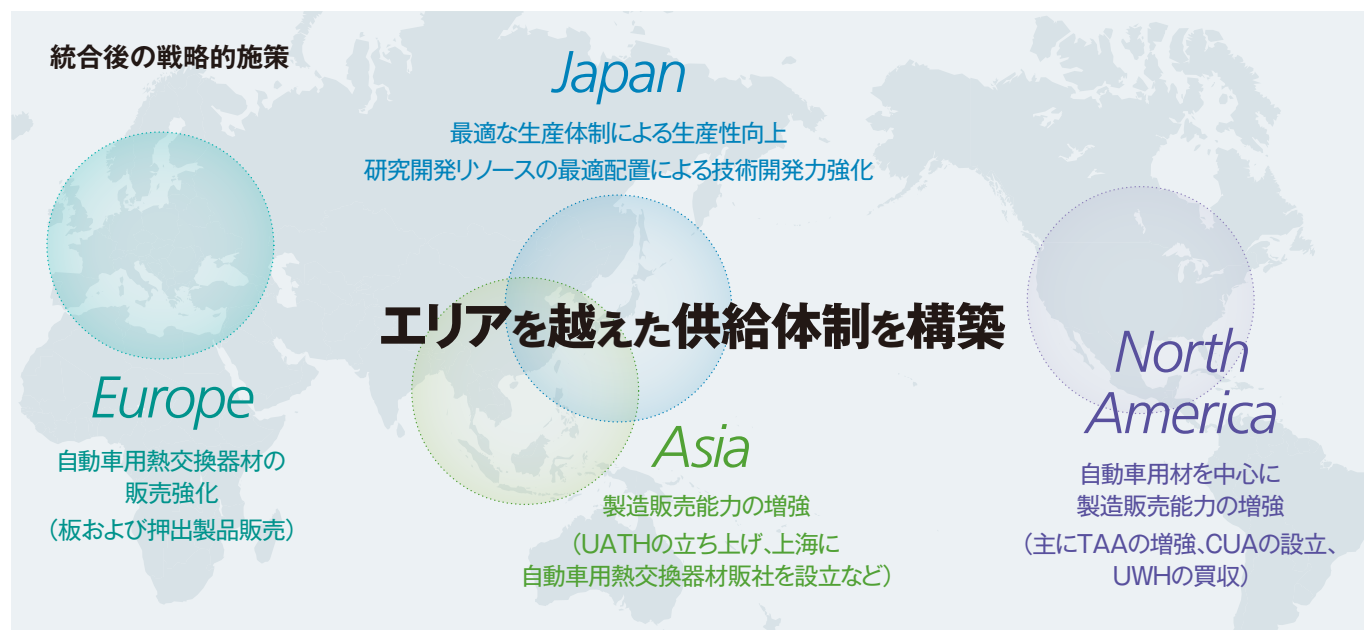 統合後の戦略的施策
Japan
最適な生産体制による生産性向上
研究開発リソースの最適配置による技術開発力強化
エリアを越えた供給体制を構築
Europe
自動車用熱交換器材の
販売強化
（板および押出製品販売）
Asia
製造販売能力の増強
（UATHの立ち上げ、上海に
自動車用熱交換器材販社を設立など）
North
America
自動車用材を中心に
製造販売能力の増強
（主にTAAの増強、CUAの設立、
UWHの買収）